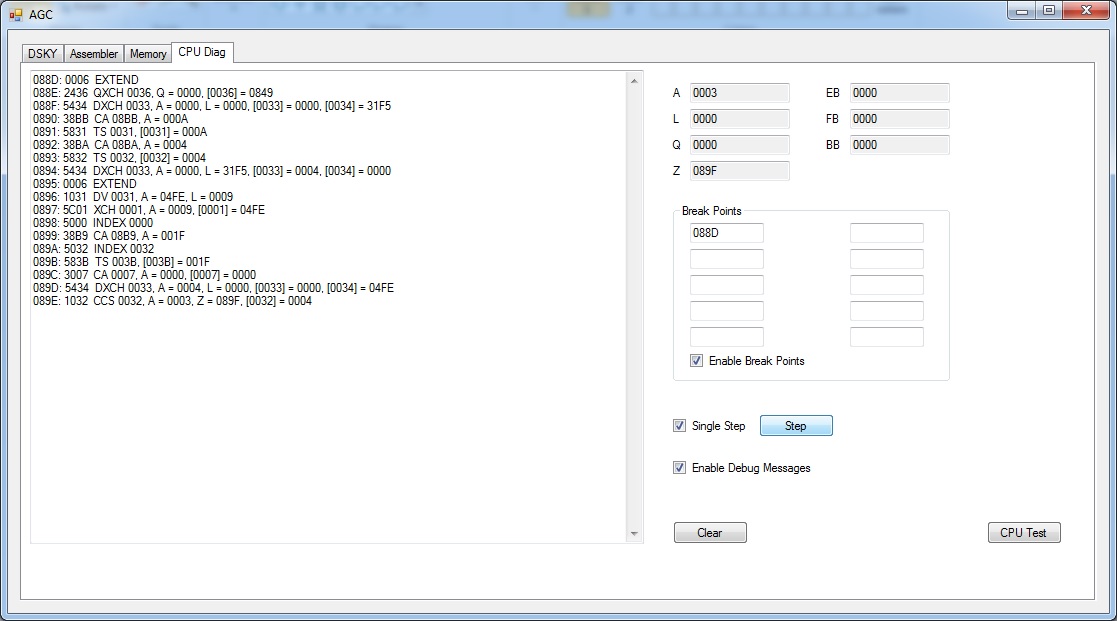 AGC
DSKY
Assembler
Memory
CPU Diag
088D: 0006 EXTEND
088E: 2436 QXCH 0036, Q = 0000, [0036] = 0849
088F: 5434 DXCH 0033, A = 0000, L = 0000, [0033] = 0000, [0034] = 31F5
0890: 38BB CA 08BB, A = 000A
0891: 5831 TS 0031, [0031] = 000A
0892: 38BA CA 08BA, A = 0004
0893: 5832 TS 0032, [0032] = 0004
0894: 5434 DXCH 0033, A = 0000, L = 31F5, [0033] = 0004, [0034] = 0000
0895: 0006 EXTEND
0896: 1031 DV 0031, A = 04FE, L = 0009
0897: 5C01 XCH 0001, A = 0009, [0001] = 04FE
0898: 5000 INDEX 0000
0899: 38B9 CA 08B9, A = 001F
089A: 5032 INDEX 0032
089B: 583B TS 003B, [003B] = 001F
089C: 3007 CA 0007, A = 0000, [0007] = 0000
089D: 5434 DXCH 0033, A = 0004, L = 0000, [0033] = 0000, [0034] = 04FE
089E: 1032 CCS 0032, A = 0003, Z = 089F, [0032] = 0004
A 0003 EB 0000
L 0000 FB 0000
Q 0000 BB 0000
Z 089F
Break Points
088D
Enable Break Points
Single Step
Step
Enable Debug Messages
Clear
CPU Test